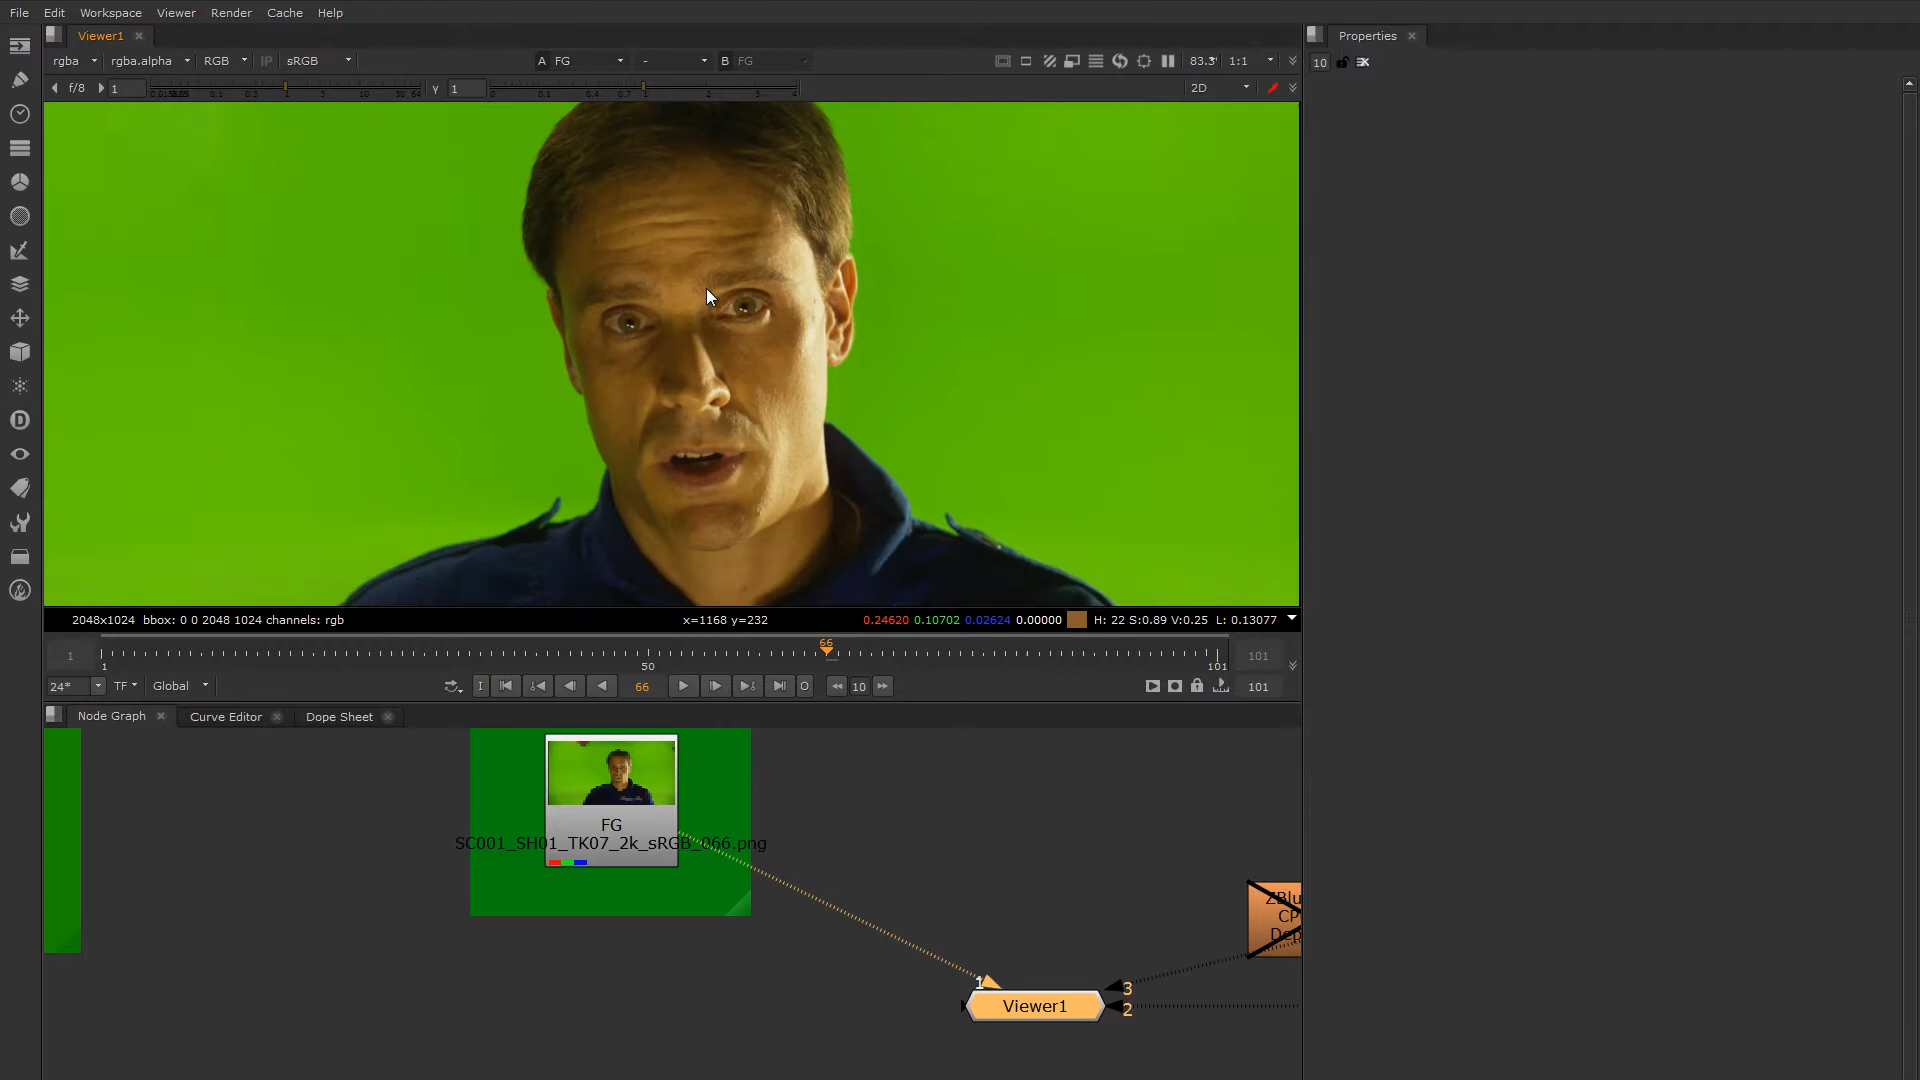 File Edit Workspace Viewer Render Cache Help
Viewer1
Properties
rgba rgba.alpha RGB IP sRGB A FG - B FG 83.3 1:1
10
f/8 1 γ 1 2D
2048x1024 bbox: 0 0 2048 1024 channels: rgb x=1168 y=232 0.24620 0.10702 0.02624 0.00000 H: 22 S:0.89 V:0.25 L: 0.13077
66
1 1 50 101 101
24* TF Global I 66 O 10 101
Node Graph Curve Editor Dope Sheet
FG
SC001_SH01_TK07_2k_sRGB_066.png
CP
1 3
Viewer1 2